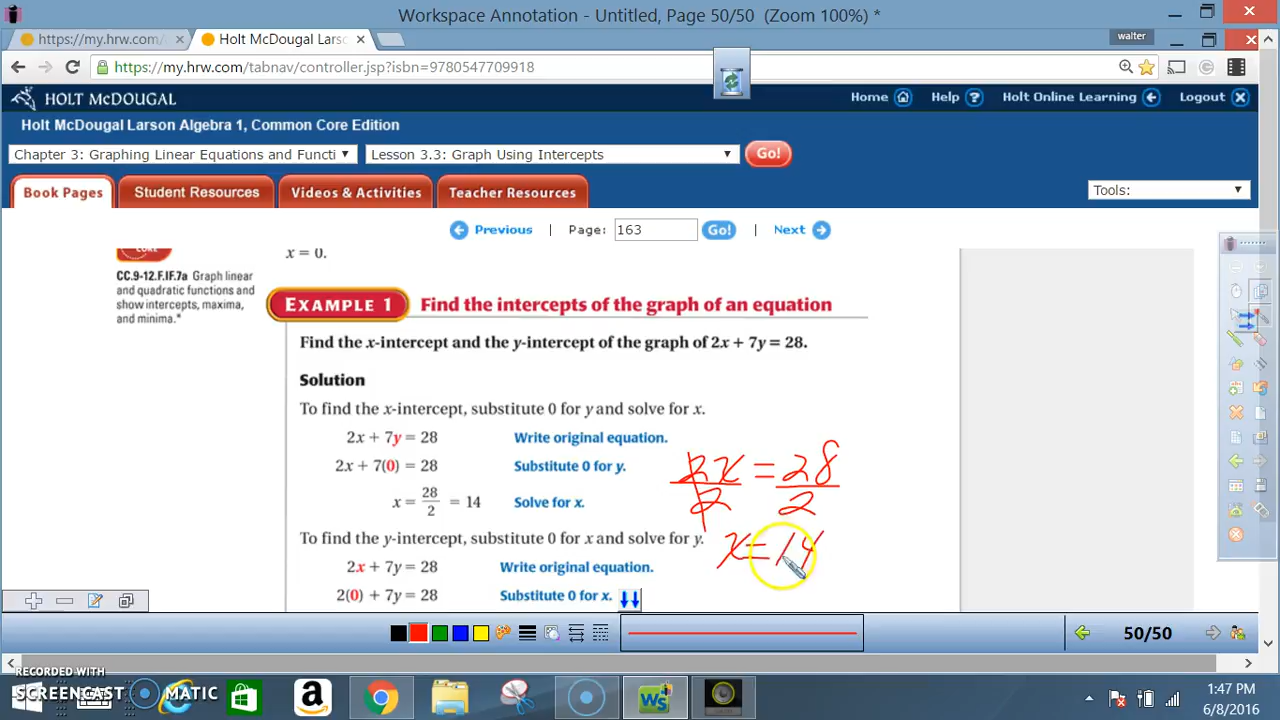 Workspace Annotation - Untitled, Page 50/50 (Zoom 100%) *
https://my.hrw.com/
Holt McDougal Lars
walter
https://my.hrw.com/tabnav/controller.jsp?isbn=9780547709918
HOLT MCDOUGAL
Home
Help ?
Holt Online Learning
Logout X
Holt McDougal Larson Algebra 1, Common Core Edition
Chapter 3: Graphing Linear Equations and Functi
Lesson 3.3: Graph Using Intercepts
Go!
Book Pages
Student Resources
Videos & Activities
Teacher Resources
Tools:
Previous | Page: 163 Go! | Next
CORE
x = 0.
CC.9-12.F.IF.7a Graph linear
and quadratic functions and
show intercepts, maxima,
and minima.*
EXAMPLE 1 Find the intercepts of the graph of an equation
Find the x-intercept and the y-intercept of the graph of 2x + 7y = 28.
Solution
To find the x-intercept, substitute 0 for y and solve for x.
2x + 7y = 28 Write original equation.
2x + 7(0) = 28 Substitute 0 for y.
x = 28/2 = 14 Solve for x.
2x = 28
2 2
x = 14
To find the y-intercept, substitute 0 for x and solve for y.
2x + 7y = 28 Write original equation.
2(0) + 7y = 28 Substitute 0 for x.
50/50
RECORDED WITH
SCREENCAST MATIC
a
WS
1:47 PM
6/8/2016